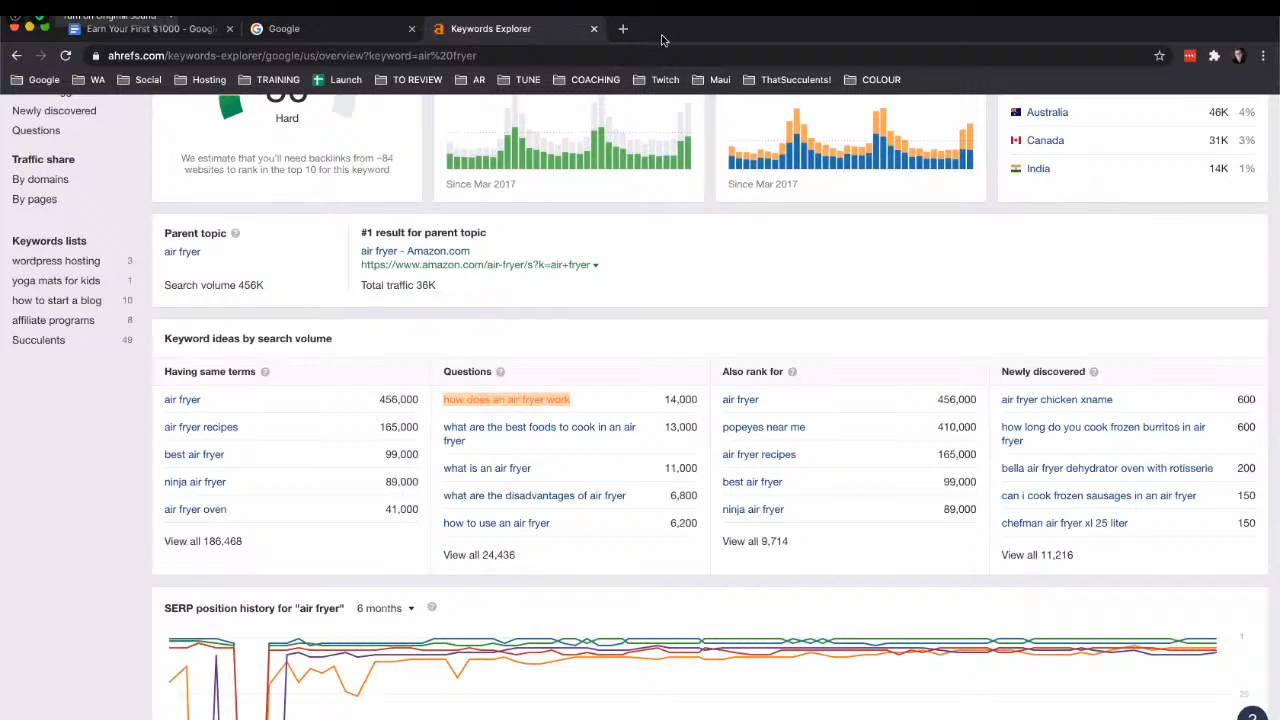 Turn on Original Sound
Earn Your First $1000 - Googl
Google
Keywords Explorer
ahrefs.com/keywords-explorer/google/us/overview?keyword=air%20fryer
Google
WA
Social
Hosting
TRAINING
Launch
TO REVIEW
AR
TUNE
COACHING
Twitch
Maui
ThatSucculents!
COLOUR
Newly discovered
Questions
Traffic share
By domains
By pages
Keywords lists
wordpress hosting 3
yoga mats for kids 1
how to start a blog 10
affiliate programs 8
Succulents 49
Hard
We estimate that you'll need backlinks from ~84
websites to rank in the top 10 for this keyword
Since Mar 2017
Since Mar 2017
Australia 46K 4%
Canada 31K 3%
India 14K 1%
Parent topic
air fryer
Search volume 456K
#1 result for parent topic
air fryer - Amazon.com
https://www.amazon.com/air-fryer/s?k=air+fryer
Total traffic 36K
Keyword ideas by search volume
Having same terms
air fryer 456,000
air fryer recipes 165,000
best air fryer 99,000
ninja air fryer 89,000
air fryer oven 41,000
View all 186,468
Questions
how does an air fryer work 14,000
what are the best foods to cook in an air
fryer 13,000
what is an air fryer 11,000
what are the disadvantages of air fryer 6,800
how to use an air fryer 6,200
View all 24,436
Also rank for
air fryer 456,000
popeyes near me 410,000
air fryer recipes 165,000
best air fryer 99,000
ninja air fryer 89,000
View all 9,714
Newly discovered
air fryer chicken xname 600
how long do you cook frozen burritos in air
fryer 600
bella air fryer dehydrator oven with rotisserie 200
can i cook frozen sausages in an air fryer 150
chefman air fryer xl 25 liter 150
View all 11,216
SERP position history for "air fryer" 6 months
1